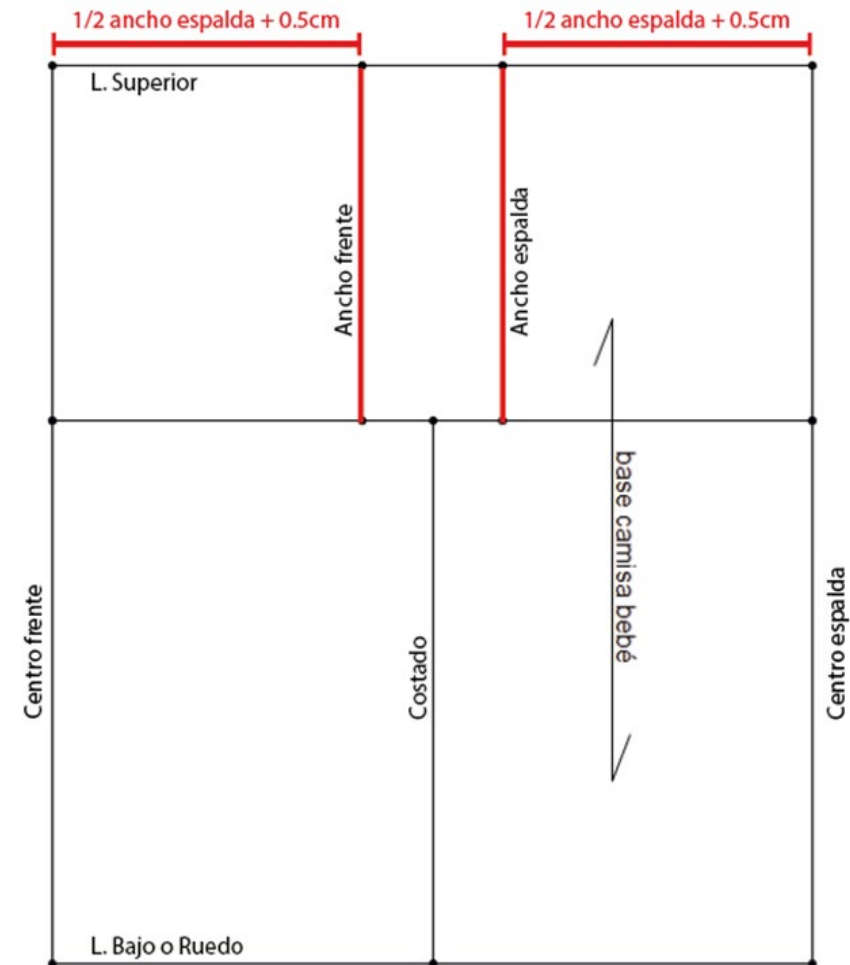 1/2 ancho espalda + 0.5cm
1/2 ancho espalda + 0.5cm
L. Superior
Ancho frente
Ancho espalda
base camisa bebé
Centro frente
Costado
Centro espalda
L. Bajo o Ruedo